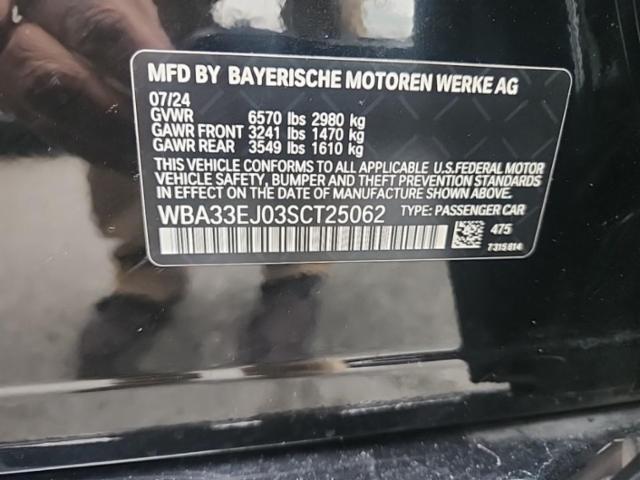 MFD BY BAYERISCHE MOTOREN WERKE AG
07/24
GVWR 6570 lbs 2980 kg
GAWR FRONT 3241 lbs 1470 kg
GAWR REAR 3549 lbs 1610 kg
THIS VEHICLE CONFORMS TO ALL APPLICABLE U.S.FEDERAL MOTOR
VEHICLE SAFETY, BUMPER AND THEFT PREVENTION STANDARDS
IN EFFECT ON THE DATE OF MANUFACTURE SHOWN ABOVE.
WBA33EJ03SCT25062 TYPE: PASSENGER CAR
475
7315814